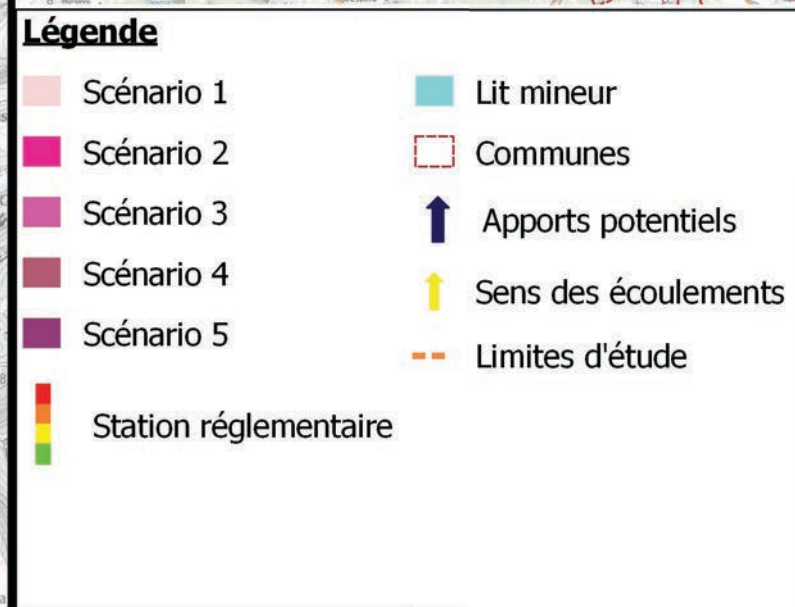 Légende
Scénario 1
Scénario 2
Scénario 3
Scénario 4
Scénario 5
Station réglementaire
Lit mineur
Communes
Apports potentiels
Sens des écoulements
Limites d'étude